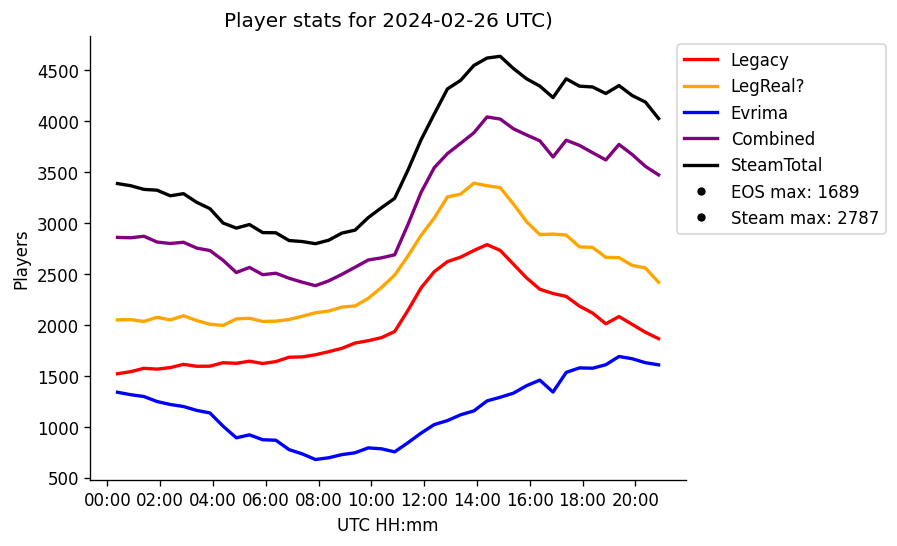 Player stats for 2024-02-26 UTC)
Legacy
LegReal?
Evrima
Combined
SteamTotal
EOS max: 1689
Steam max: 2787
4500
4000
3500
3000
2500
2000
1500
1000
500
Players
00:00 02:00 04:00 06:00 08:00 10:00 12:00 14:00 16:00 18:00 20:00
UTC HH:mm